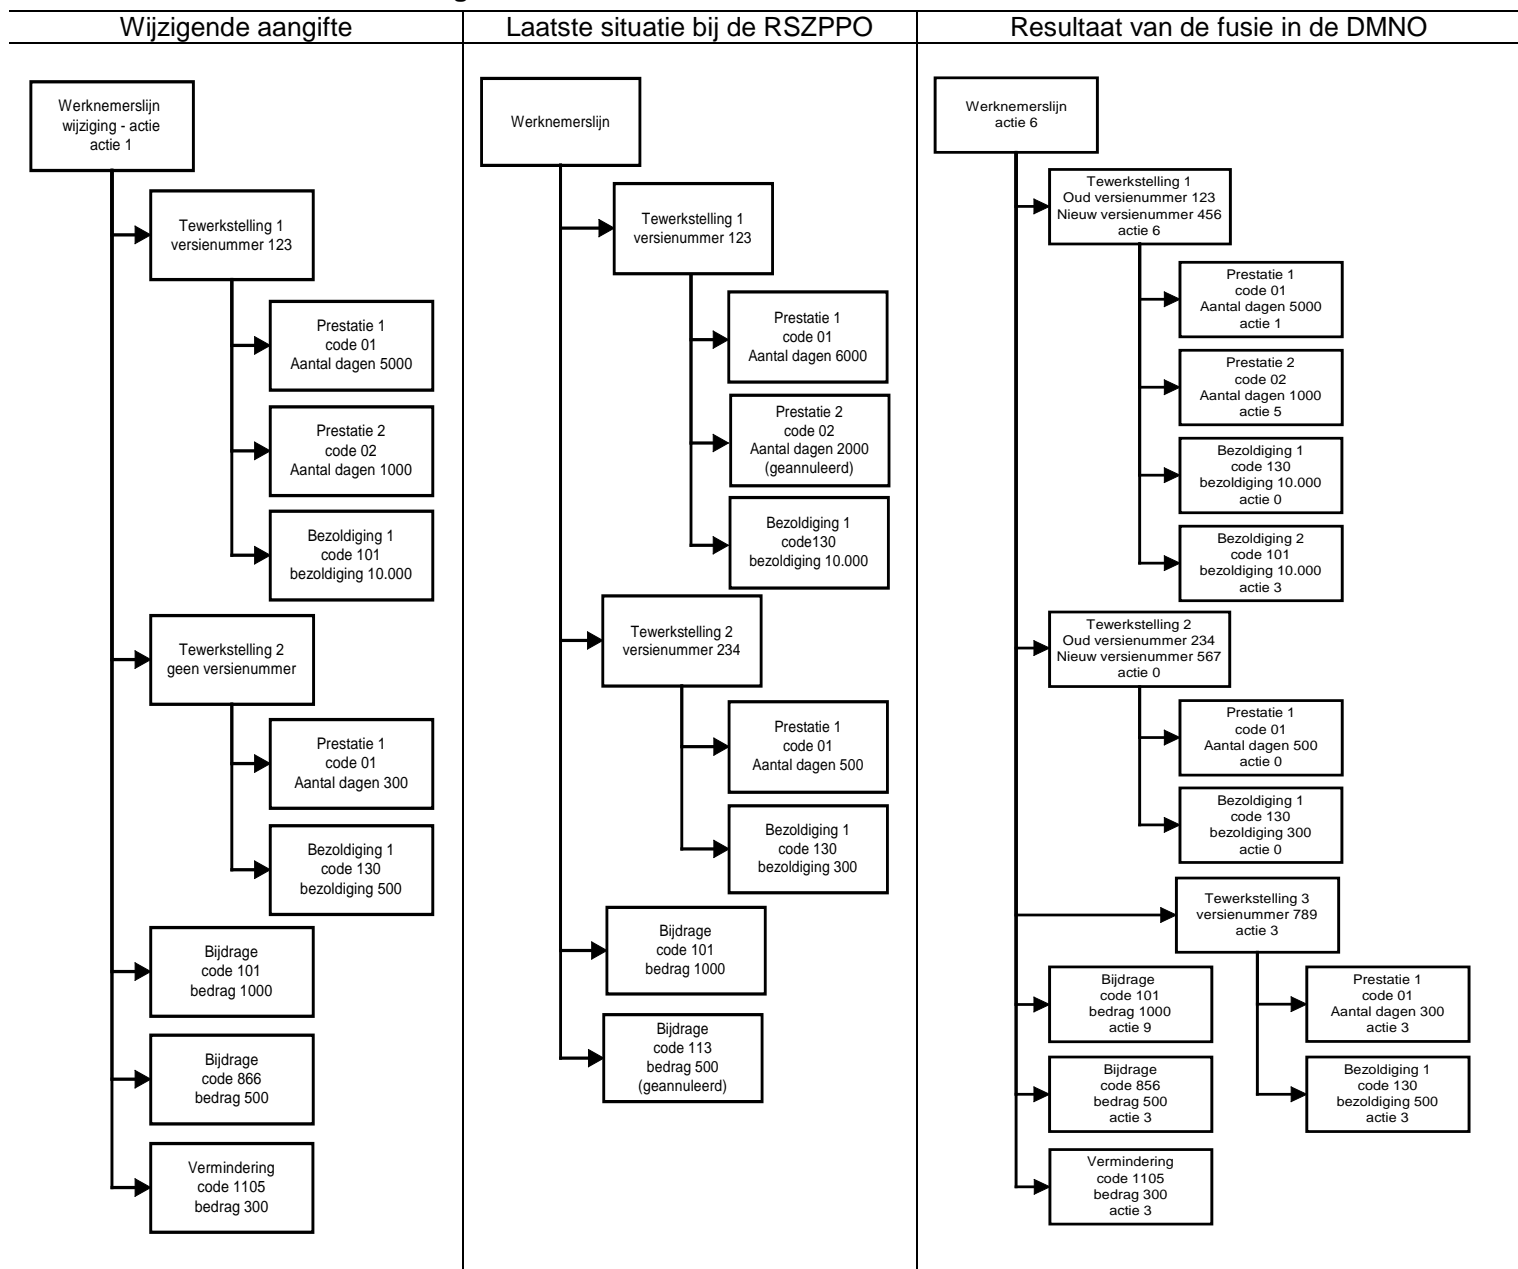 Wijzigende aangifte
Laatste situatie bij de RSZPPO
Resultaat van de fusie in de DMNO
Werknemerslijn
wijziging - actie
actie 1
Tewerkstelling 1
versienummer 123
Prestatie 1
code 01
Aantal dagen 5000
Prestatie 2
code 02
Aantal dagen 1000
Bezoldiging 1
code 101
bezoldiging 10.000
Tewerkstelling 2
geen versienummer
Prestatie 1
code 01
Aantal dagen 300
Bezoldiging 1
code 130
bezoldiging 500
Bijdrage
code 101
bedrag 1000
Bijdrage
code 866
bedrag 500
Vermindering
code 1105
bedrag 300
Werknemerslijn
Tewerkstelling 1
versienummer 123
Prestatie 1
code 01
Aantal dagen 6000
Prestatie 2
code 02
Aantal dagen 2000
(geannuleerd)
Bezoldiging 1
code130
bezoldiging 10.000
Tewerkstelling 2
versienummer 234
Prestatie 1
code 01
Aantal dagen 500
Bezoldiging 1
code 130
bezoldiging 300
Bijdrage
code 101
bedrag 1000
Bijdrage
code 113
bedrag 500
(geannuleerd)
Werknemerslijn
actie 6
Tewerkstelling 1
Oud versienummer 123
Nieuw versienummer 456
actie 6
Prestatie 1
code 01
Aantal dagen 5000
actie 1
Prestatie 2
code 02
Aantal dagen 1000
actie 5
Bezoldiging 1
code 130
bezoldiging 10.000
actie 0
Bezoldiging 2
code 101
bezoldiging 10.000
actie 3
Tewerkstelling 2
Oud versienummer 234
Nieuw versienummer 567
actie 0
Prestatie 1
code 01
Aantal dagen 500
actie 0
Bezoldiging 1
code 130
bezoldiging 300
actie 0
Tewerkstelling 3
versienummer 789
actie 3
Prestatie 1
code 01
Aantal dagen 300
actie 3
Bezoldiging 1
code 130
bezoldiging 500
actie 3
Bijdrage
code 101
bedrag 1000
actie 9
Bijdrage
code 856
bedrag 500
actie 3
Vermindering
code 1105
bedrag 300
actie 3